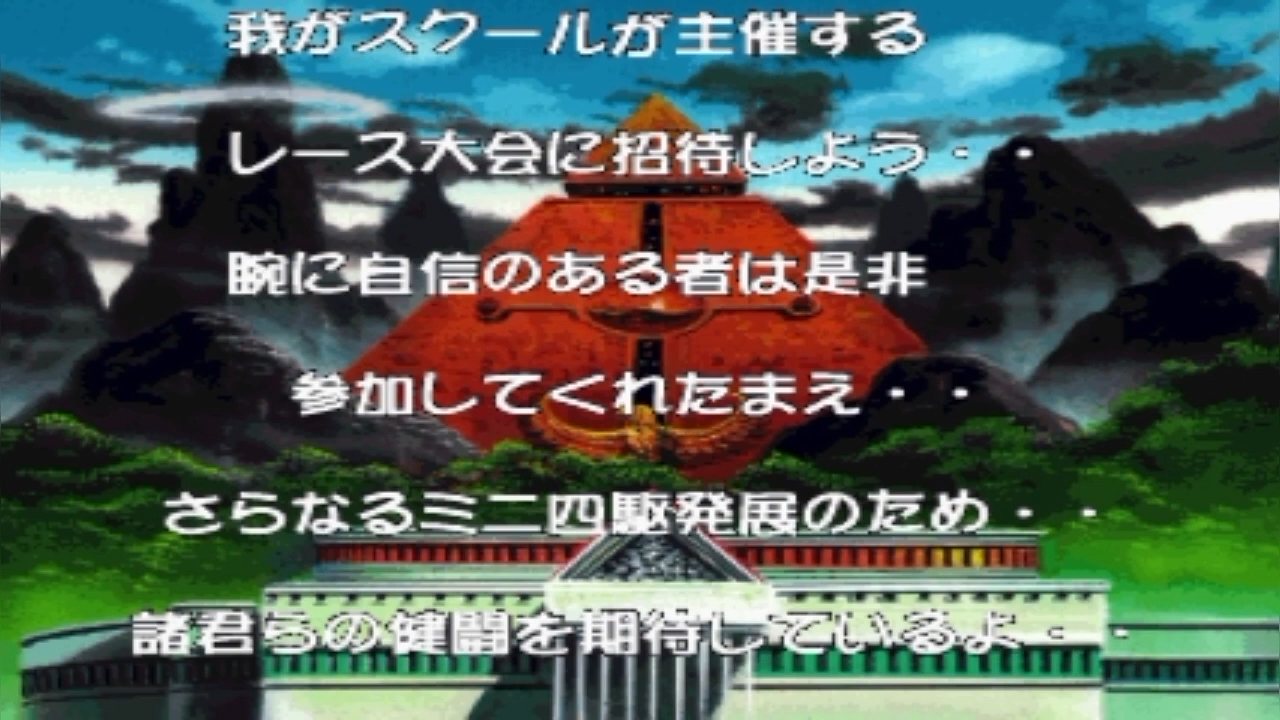 我がスクールが主催する
レース大会に招待しよう・・
腕に自信のある者は是非
参加してくれたまえ・・
さらなるミニ四駆発展のため・・
諸君らの健闘を期待しているよ・・